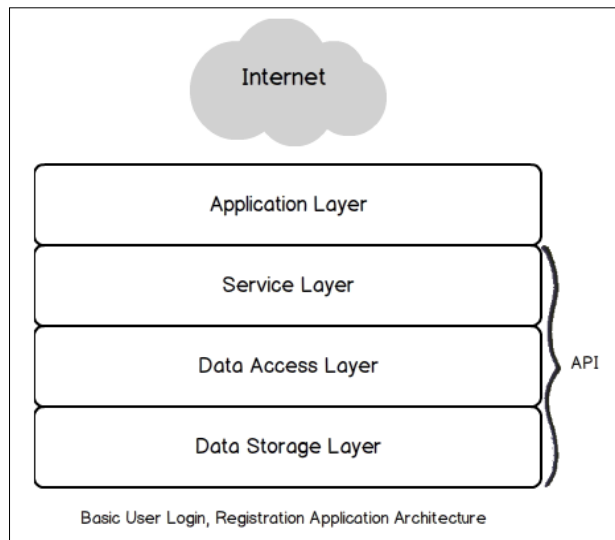 Internet
Application Layer
Service Layer
Data Access Layer
API
Data Storage Layer
Basic User Login, Registration Application Architecture